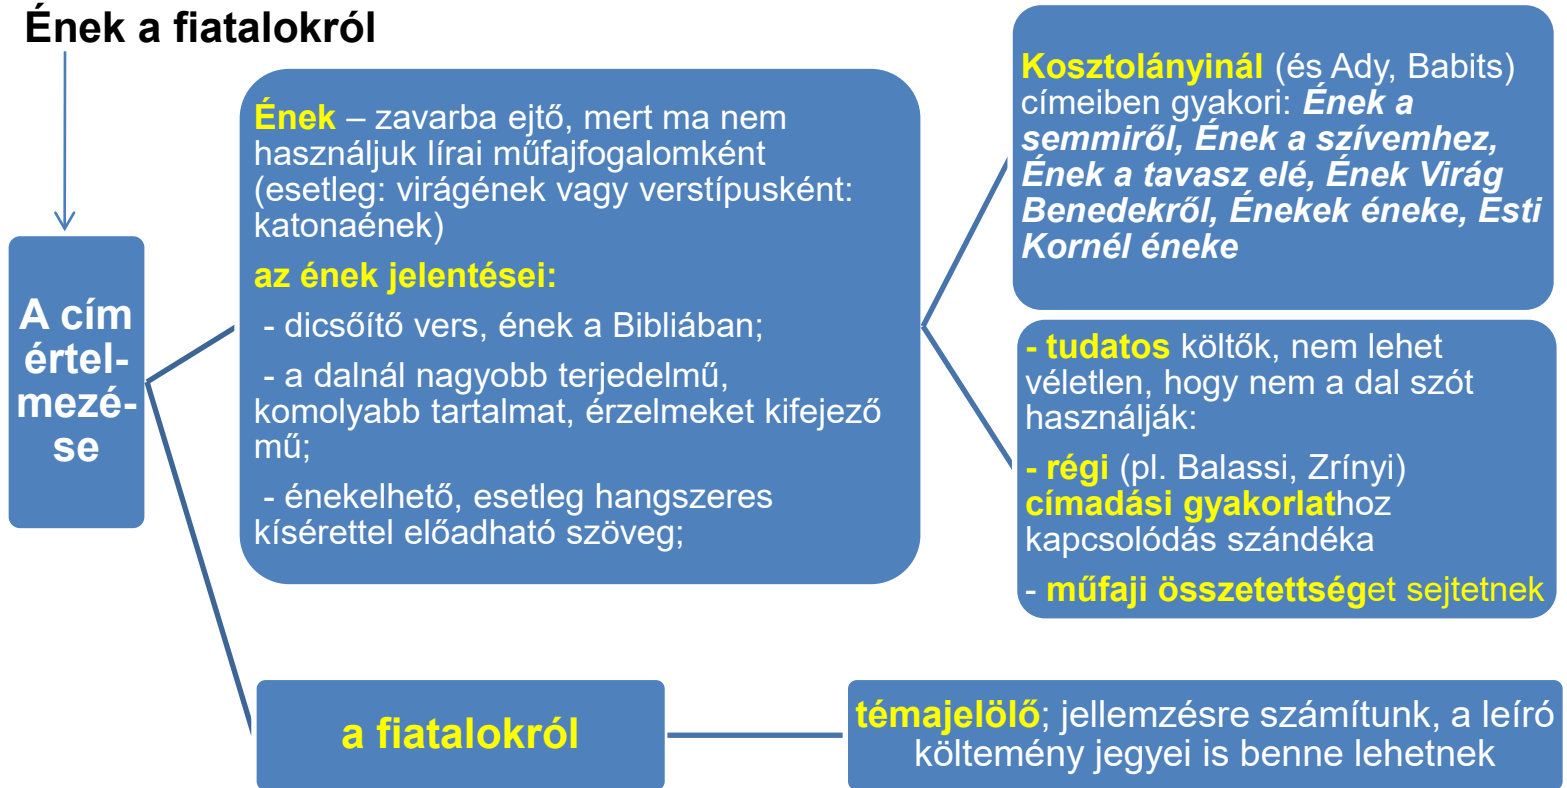 Ének a fiatalokról
A cím
értel-
mezé-
se
Ének – zavarba ejtő, mert ma nem
használjuk lírai műfajfogalomként
(esetleg: virágének vagy verstípusként:
katonaének)
az ének jelentései:
- dicsőítő vers, ének a Bibliában;
- a dalnál nagyobb terjedelmű,
komolyabb tartalmat, érzelmeket kifejező
mű;
- énekelhető, esetleg hangszeres
kísérettel előadható szöveg;
Kosztolányinál (és Ady, Babits)
címeiben gyakori: Ének a
semmiről, Ének a szívemhez,
Ének a tavasz elé, Ének Virág
Benedekről, Énekek éneke, Esti
Kornél éneke
- tudatos költők, nem lehet
véletlen, hogy nem a dal szót
használják:
- régi (pl. Balassi, Zrínyi)
címadási gyakorlathoz
kapcsolódás szándéka
- műfaji összetettséget sejtetnek
a fiatalokról
témajelölő; jellemzésre számítunk, a leíró
költemény jegyei is benne lehetnek